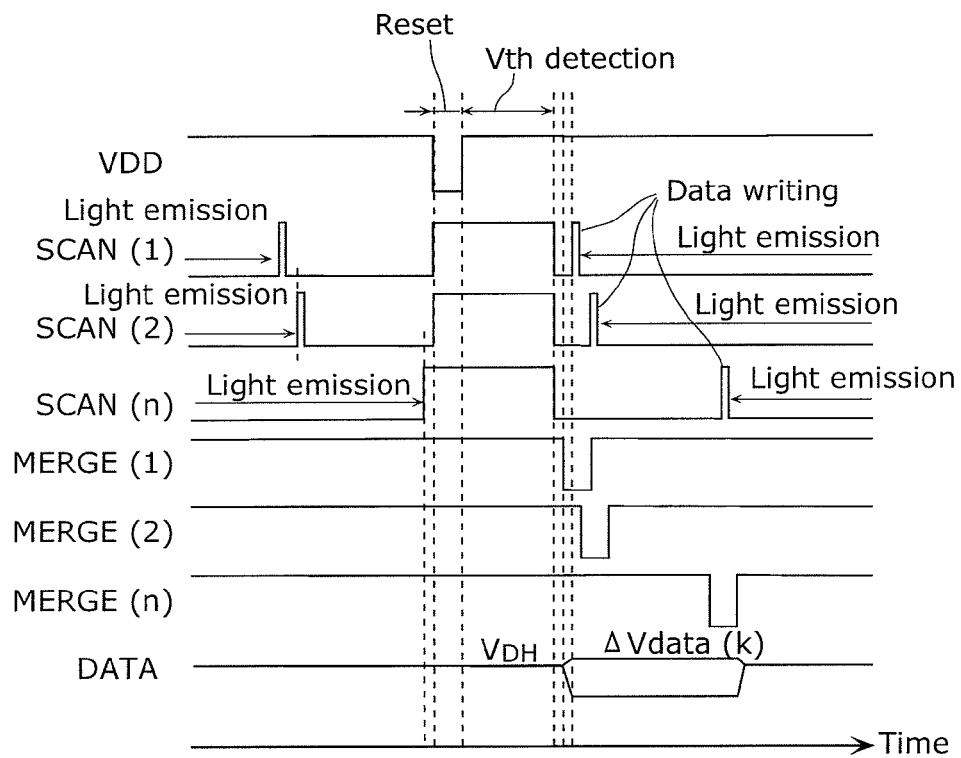 Reset
Vth detection
VDD
Light emission
Data writing
SCAN (1)
Light emission
Light emission
SCAN (2)
Light emission
Light emission
Light emission
SCAN (n)
MERGE (1)
MERGE (2)
MERGE (n)
VDH
Δ Vdata (k)
DATA
Time